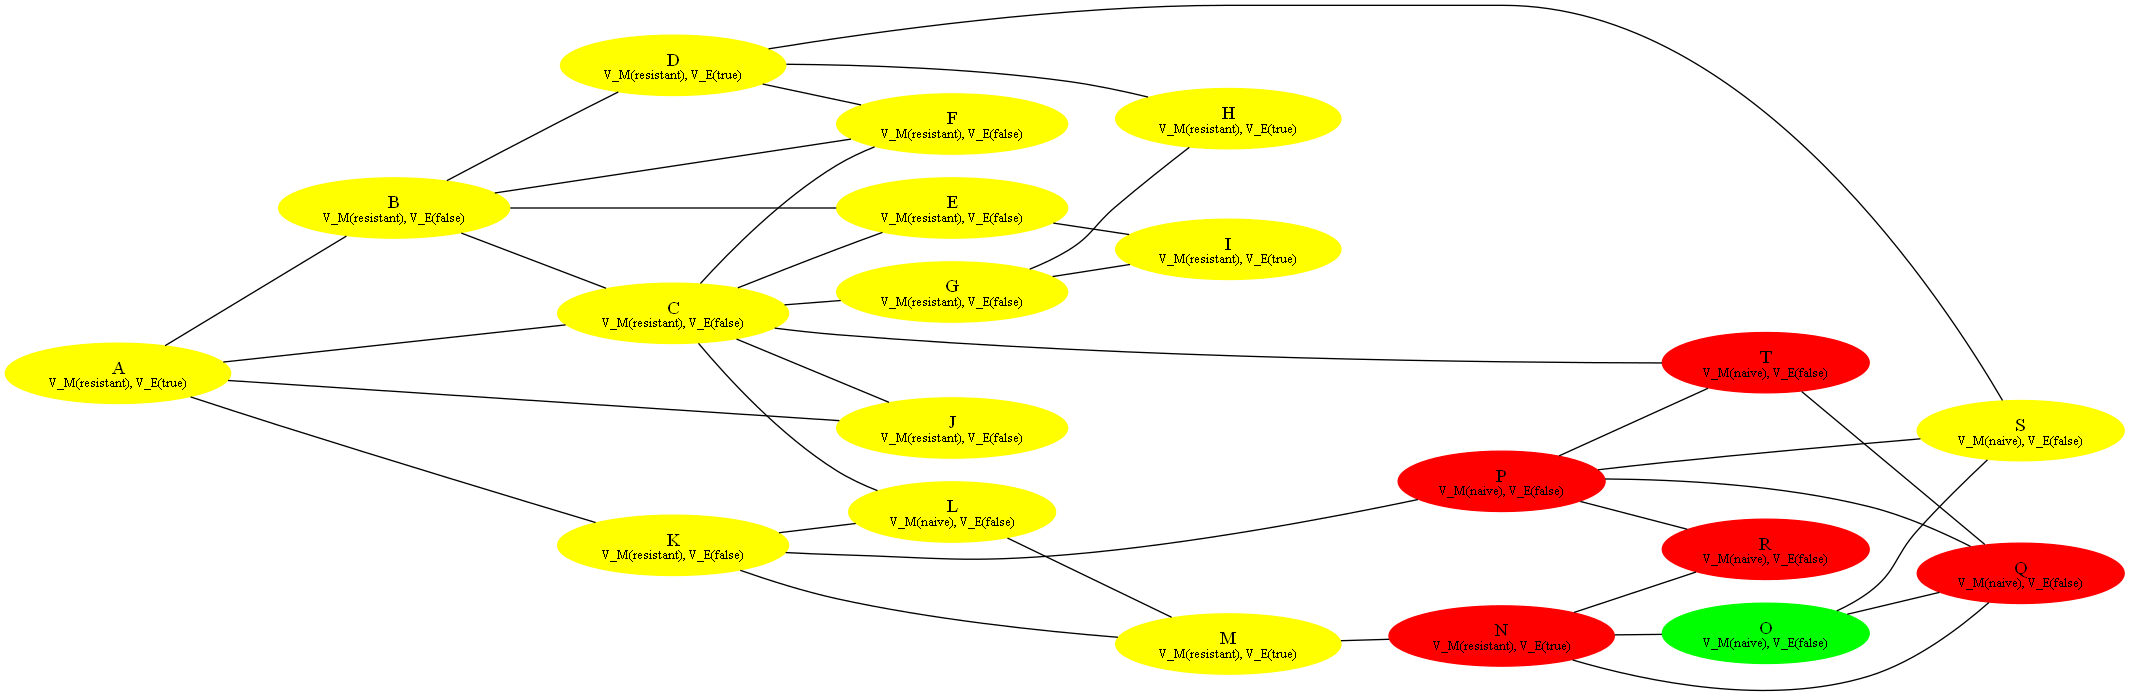 D
V_M(resistant), V_E(true)
F
V_M(resistant), V_E(false)
H
V_M(resistant), V_E(true)
B
V_M(resistant), V_E(false)
E
V_M(resistant), V_E(false)
I
V_M(resistant), V_E(true)
G
V_M(resistant), V_E(false)
C
V_M(resistant), V_E(false)
A
V_M(resistant), V_E(true)
T
V_M(naive), V_E(false)
J
V_M(resistant), V_E(false)
S
V_M(naive), V_E(false)
P
V_M(naive), V_E(false)
L
V_M(naive), V_E(false)
K
V_M(resistant), V_E(false)
R
V_M(naive), V_E(false)
Q
V_M(naive), V_E(false)
M
V_M(resistant), V_E(true)
N
V_M(resistant), V_E(true)
O
V_M(naive), V_E(false)